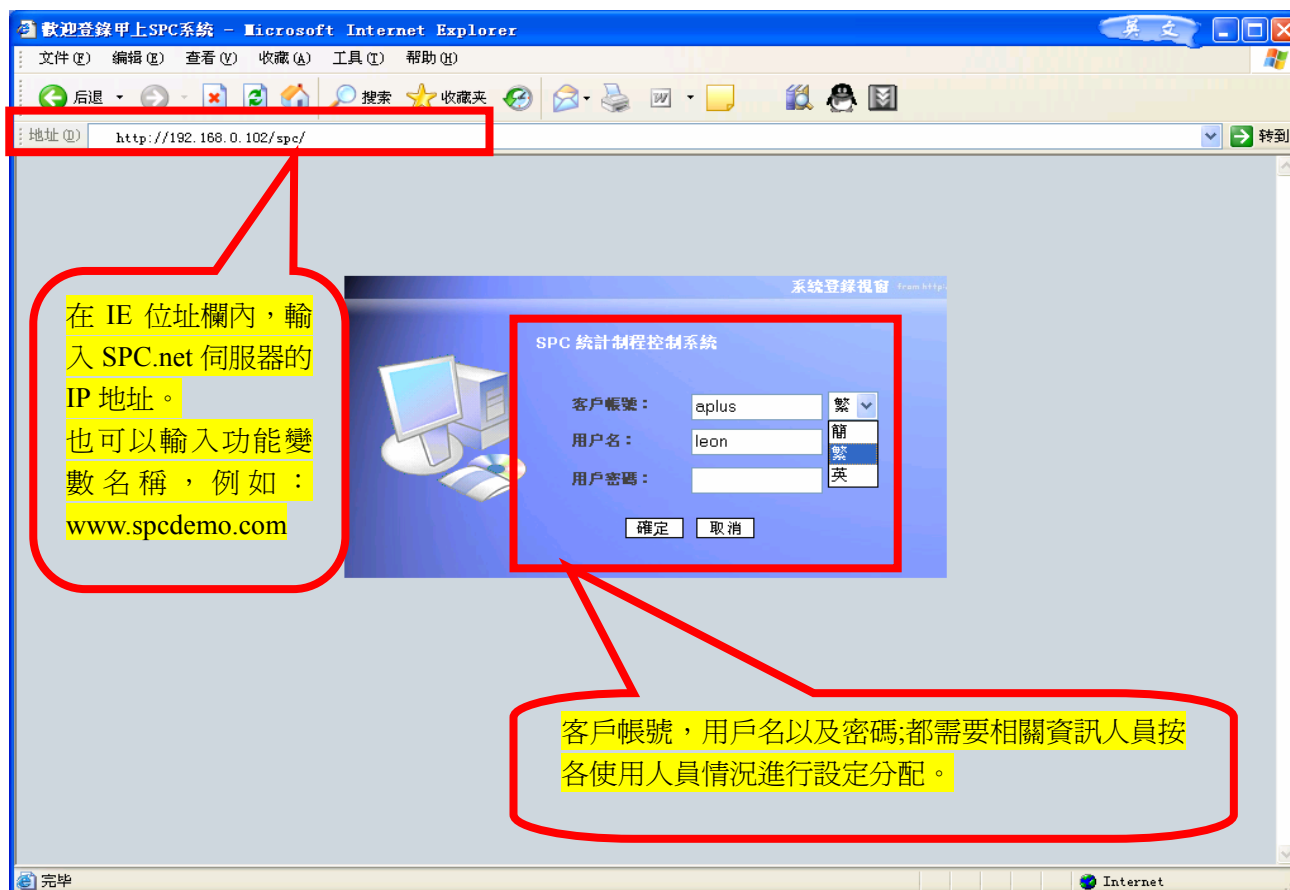 歡迎登錄甲上SPC系統 - Microsoft Internet Explorer
英文
文件(F) 编辑(E) 查看(V) 收藏(A) 工具(T) 帮助(H)
后退 搜索 收藏夹
地址(D) http://192.168.0.102/spc/ 转到
系統登錄視窗 from http:
在 IE 位址欄內，輸
入 SPC.net 伺服器的
IP 地址。
也可以輸入功能變
數名稱，例如：
www.spcdemo.com
SPC 統計制程控制系統
客戶帳號： aplus 繁
簡
用戶名： leon 繁
用戶密碼： 英
確定 取消
客戶帳號，用戶名以及密碼;都需要相關資訊人員按
各使用人員情況進行設定分配。
完毕 Internet